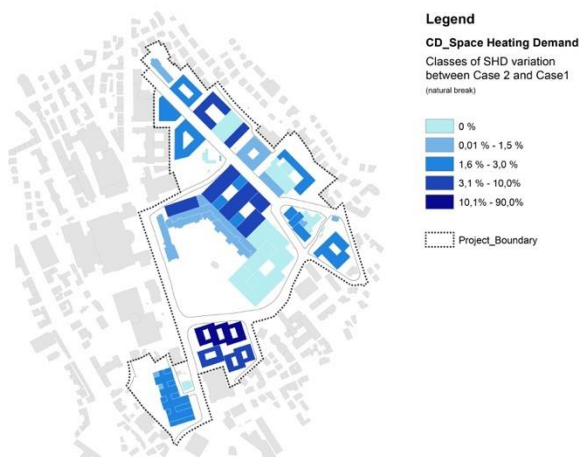 Legend
CD_Space Heating Demand
Classes of SHD variation
between Case 2 and Case1
(natural break)
0 %
0,01 % - 1,5 %
1,6 % - 3,0 %
3,1 % - 10,0%
10,1% - 90,0%
Project_Boundary